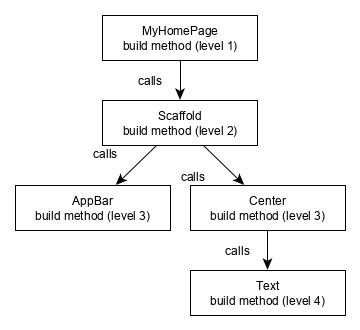 MyHomePage
build method (level 1)
calls
Scaffold
build method (level 2)
calls
calls
AppBar
build method (level 3)
Center
build method (level 3)
calls
Text
build method (level 4)